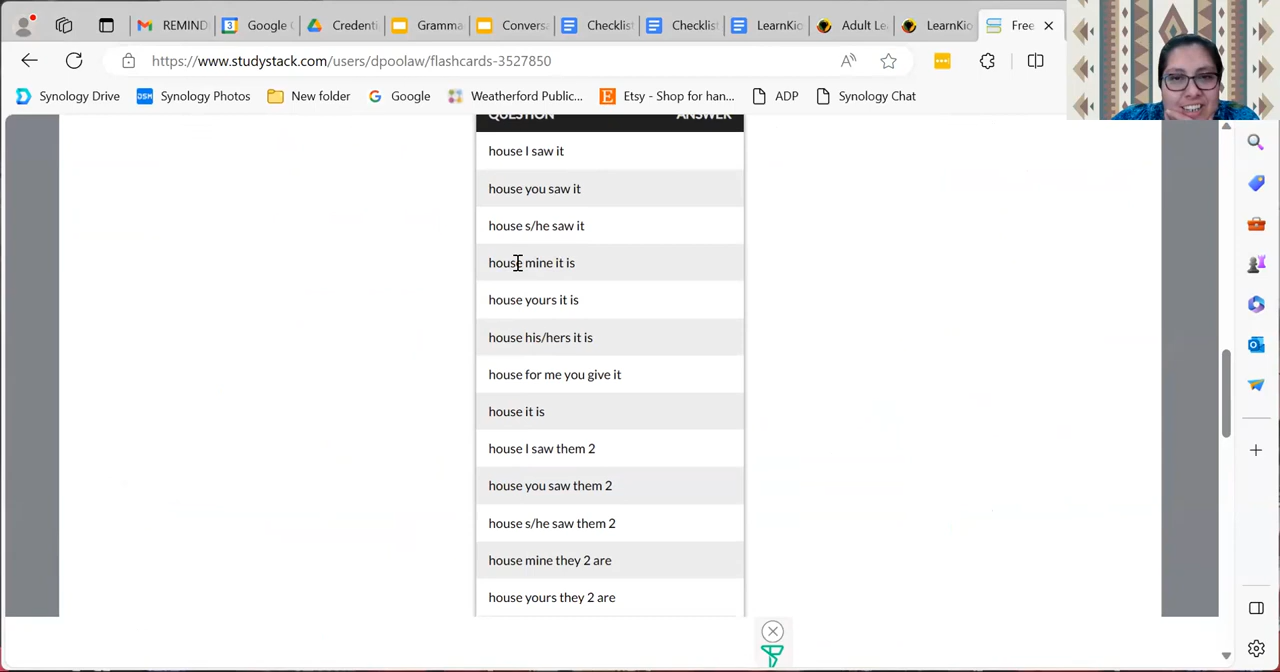 REMIND
Google
Credenti
Gramma
Convers
Checklist
Checklis
LearnKio
Adult Le
LearnKio
Free
https://www.studystack.com/users/dpoolaw/flashcards-3527850
Synology Drive
DSM
Synology Photos
New folder
Google
Weatherford Public...
Etsy - Shop for han...
ADP
Synology Chat
QUESTION ANSWER
house I saw it
house you saw it
house s/he saw it
house mine it is
house yours it is
house his/hers it is
house for me you give it
house it is
house I saw them 2
house you saw them 2
house s/he saw them 2
house mine they 2 are
house yours they 2 are